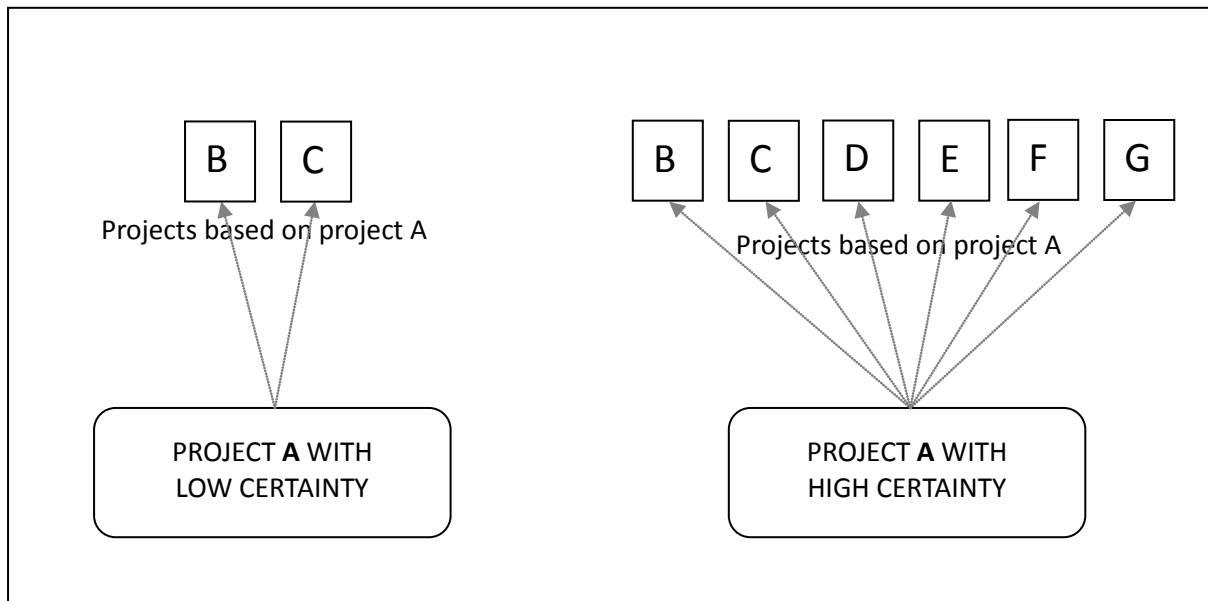 B C
Projects based on project A
PROJECT A WITH
LOW CERTAINTY
B C D E F G
Projects based on project A
PROJECT A WITH
HIGH CERTAINTY